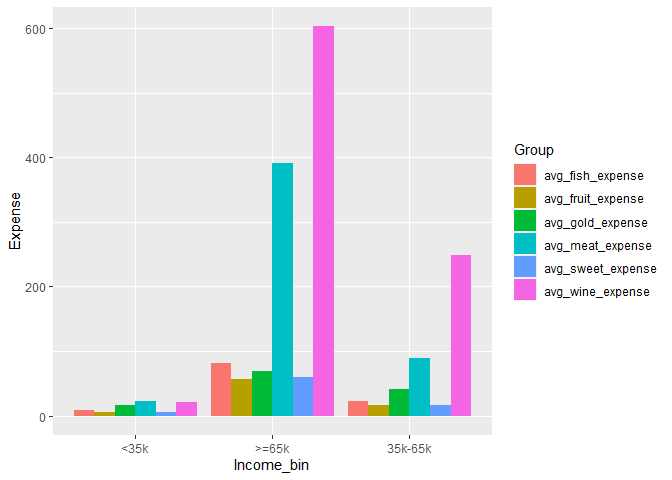 600
400
200
0
Expense
<35k
>=65k
35k-65k
Income_bin
Group
avg_fish_expense
avg_fruit_expense
avg_gold_expense
avg_meat_expense
avg_sweet_expense
avg_wine_expense